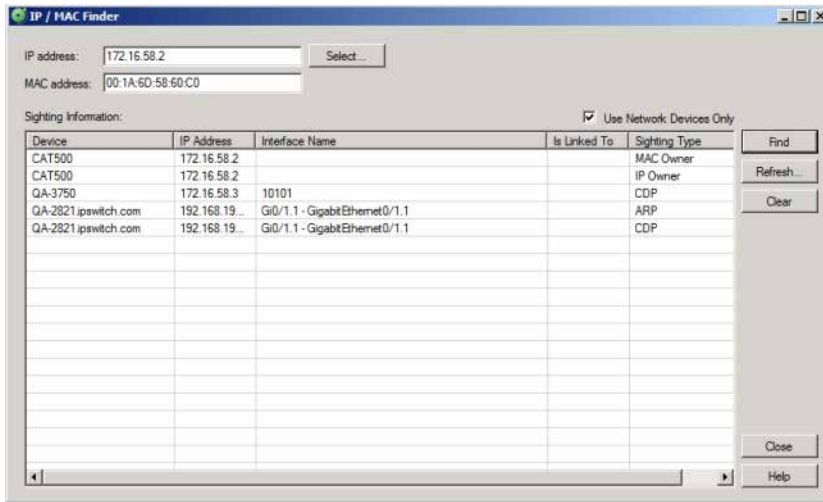 IP / MAC Finder
IP address: 172.16.58.2 Select...
MAC address: 00:1A:6D:58:60:C0
Sighting Information: Use Network Devices Only
Device IP Address Interface Name Is Linked To Sighting Type Find
CAT500 172.16.58.2 MAC Owner
CAT500 172.16.58.2 IP Owner Refresh...
QA-3750 172.16.58.3 10101 CDP
QA-2821.ipswitch.com 192.168.19... Gi0/1.1 - GigabitEthernet0/1.1 ARP Clear
QA-2821.ipswitch.com 192.168.19... Gi0/1.1 - GigabitEthernet0/1.1 CDP
Close
Help